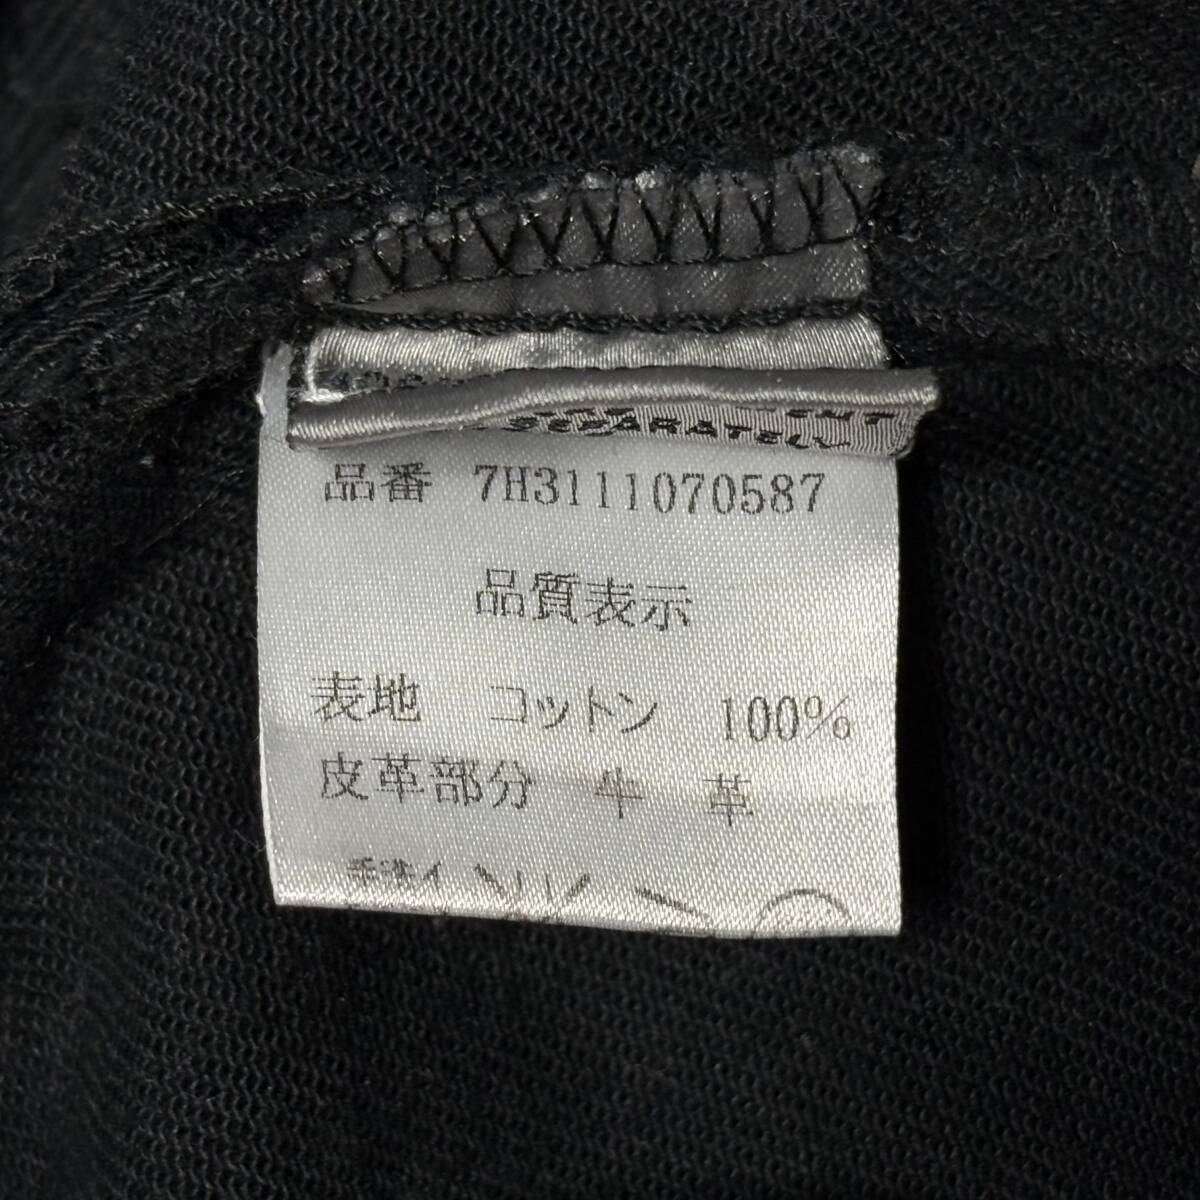 SEPARATELY
品番 7H3111070587
品質表示
表地 コットン 100%
皮革部分 牛 革